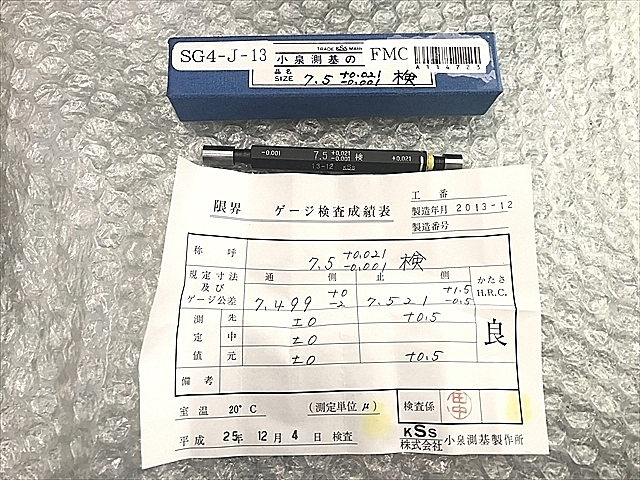 SG4-J-13
TRADE KSS MARK
小泉測基の
FMC
A114723
品名
SIZE 7.5 +0.021 -0.001 検
-0.001 7.5 +0.021 -0.001 検 +0.021
13-12 KSS
限界 ゲージ検査成績表
工番
製造年月 2013-12
製造番号
称呼 7.5 +0.021 -0.001 検
規定寸法及びゲージ公差
通側 止側
7.499 +0 -2
7.521 +1.5 -0.5
かたさ H.R.C.
良
測定値
先 ±0 +0.5
中 ±0
元 ±0 +0.5
備考
室温 20°C (測定単位μ)
検査係 田中
平成 25年 12月 4日 検査
KSS
株式会社 小泉測基製作所